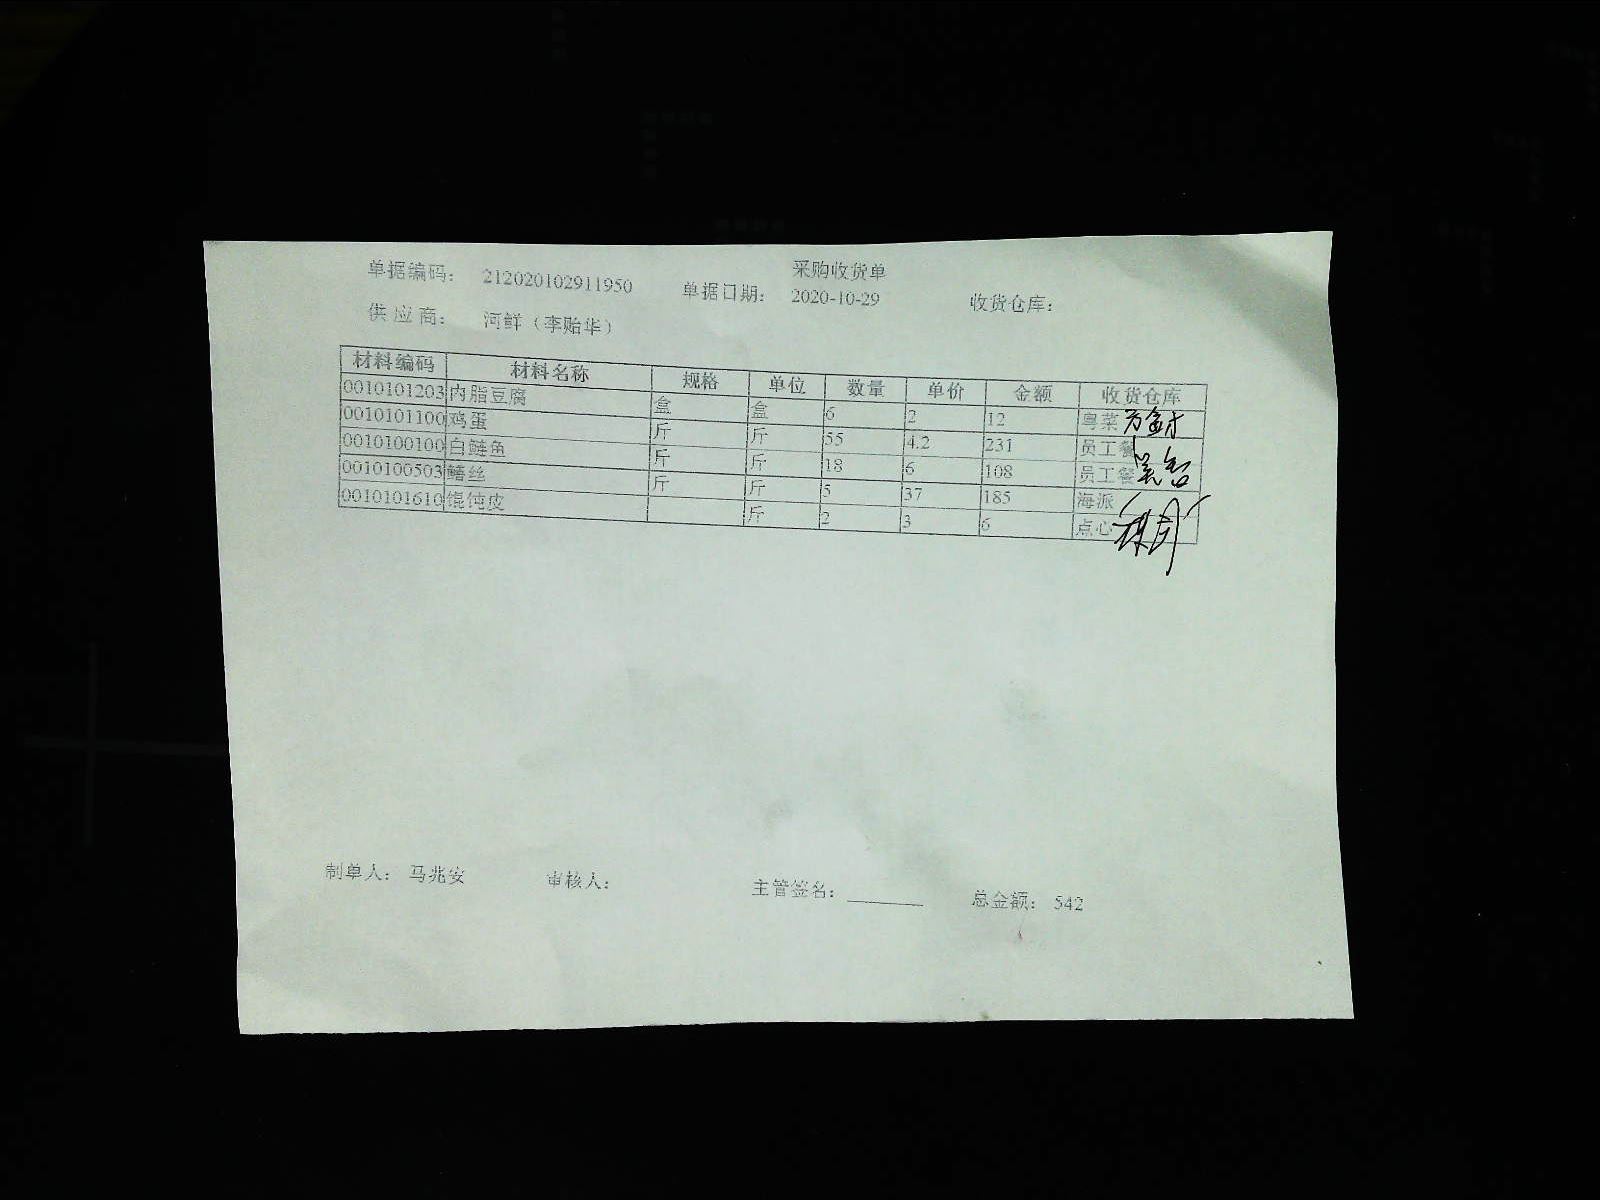 采购收货单
单据编码: 212020102911950 单据日期: 2020-10-29 收货仓库:
供应商: 河鲜（李贻华）
材料编码 材料名称 规格 单位 数量 单价 金额 收货仓库
0010101203 内脂豆腐 盒 盒 6 2 12 粤菜
0010101100 鸡蛋 斤 斤 55 4.2 231 员工餐
0010100100 白鲢鱼 斤 斤 18 6 108 员工餐
0010100503 鳝丝 斤 斤 5 37 185 海派
0010101610 馄饨皮 斤 2 3 6 点心
制单人: 马兆安 审核人: 主管签名: 总金额: 542